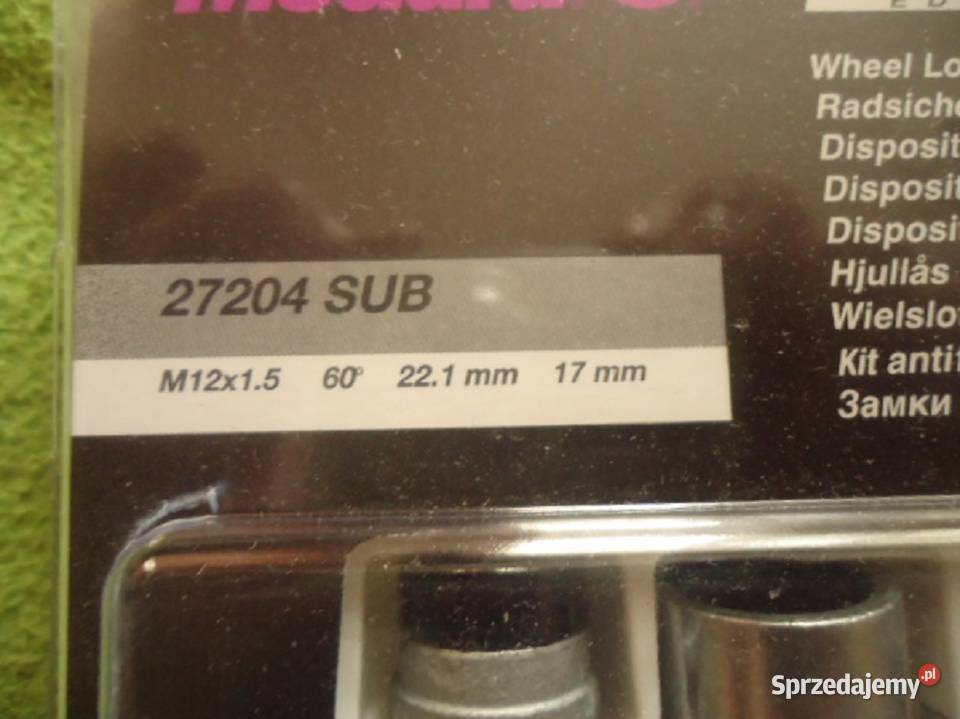 Wheel Lo
Radsiche
Disposit
Disposit
Disposit
Hjullås
Wielslo
Kit antif
Замки
27204 SUB
M12x1.5 60° 22.1 mm 17 mm
Sprzedajemy.pl